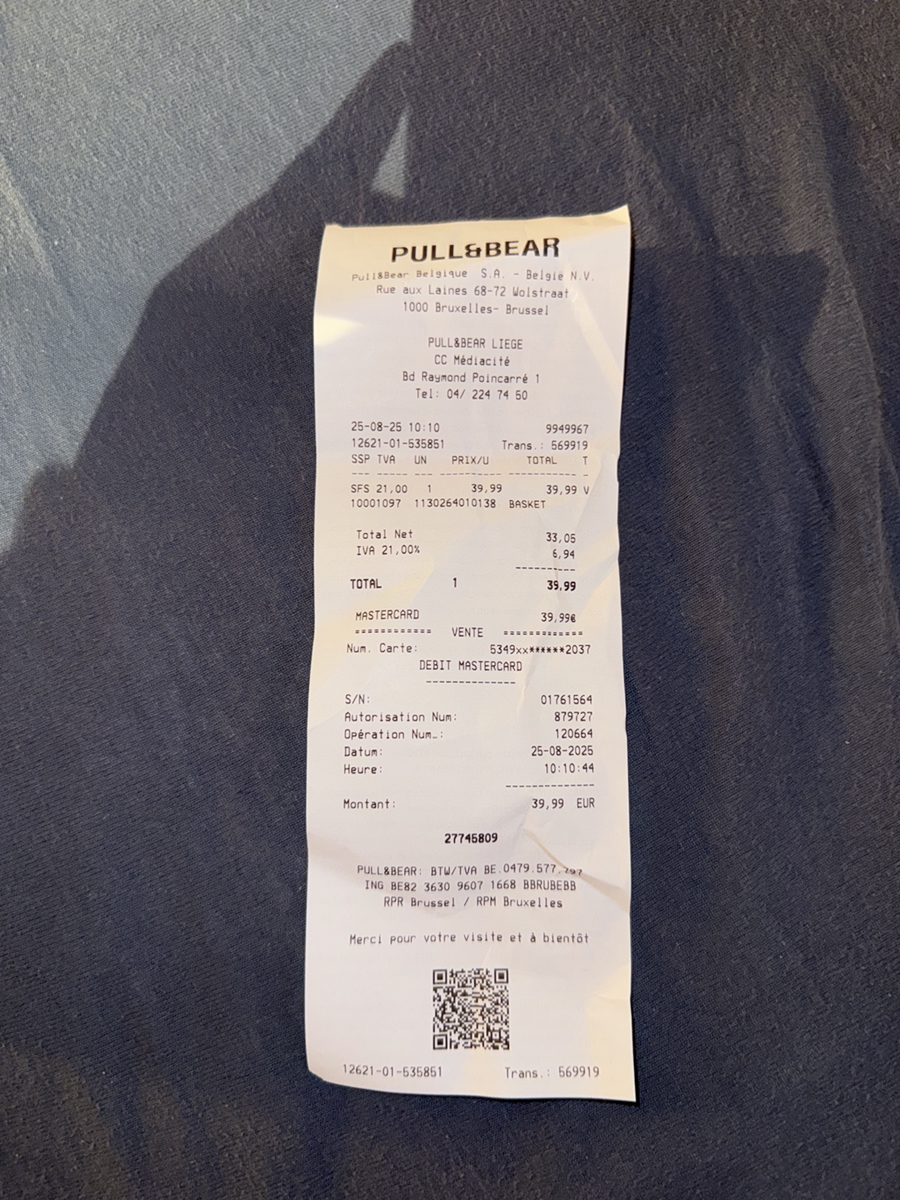 PULL&BEAR
Pull&Bear Belgique S.A. - België N.V.
Rue aux Laines 68-72 Wolstraat
1000 Bruxelles- Brussel
PULL&BEAR LIEGE
CC Médiacité
Bd Raymond Poincarré 1
Tel: 04/ 224 74 50
25-08-25 10:10 9949967
12621-01-535851 Trans.: 569919
SSP TVA UN PRIX/U TOTAL T
--- --- --- -------- --------- -
SFS 21,00 1 39,99 39,99 V
10001097 1130264010138 BASKET
Total Net 33,05
IVA 21,00% 6,94
----------
TOTAL 1 39,99
MASTERCARD 39,99€
============ VENTE ============
Num. Carte: 5349xx******2037
DEBIT MASTERCARD
--------------
S/N: 01761564
Autorisation Num: 879727
Opération Num.: 120664
Datum: 25-08-2025
Heure: 10:10:44
--------------
Montant: 39,99 EUR
27745809
PULL&BEAR: BTW/TVA BE.0479.577.
ING BE82 3630 9607 1668 BBRUBEBB
RPR Brussel / RPM Bruxelles
Merci pour votre visite et à bientôt
12621-01-535851 Trans.: 569919